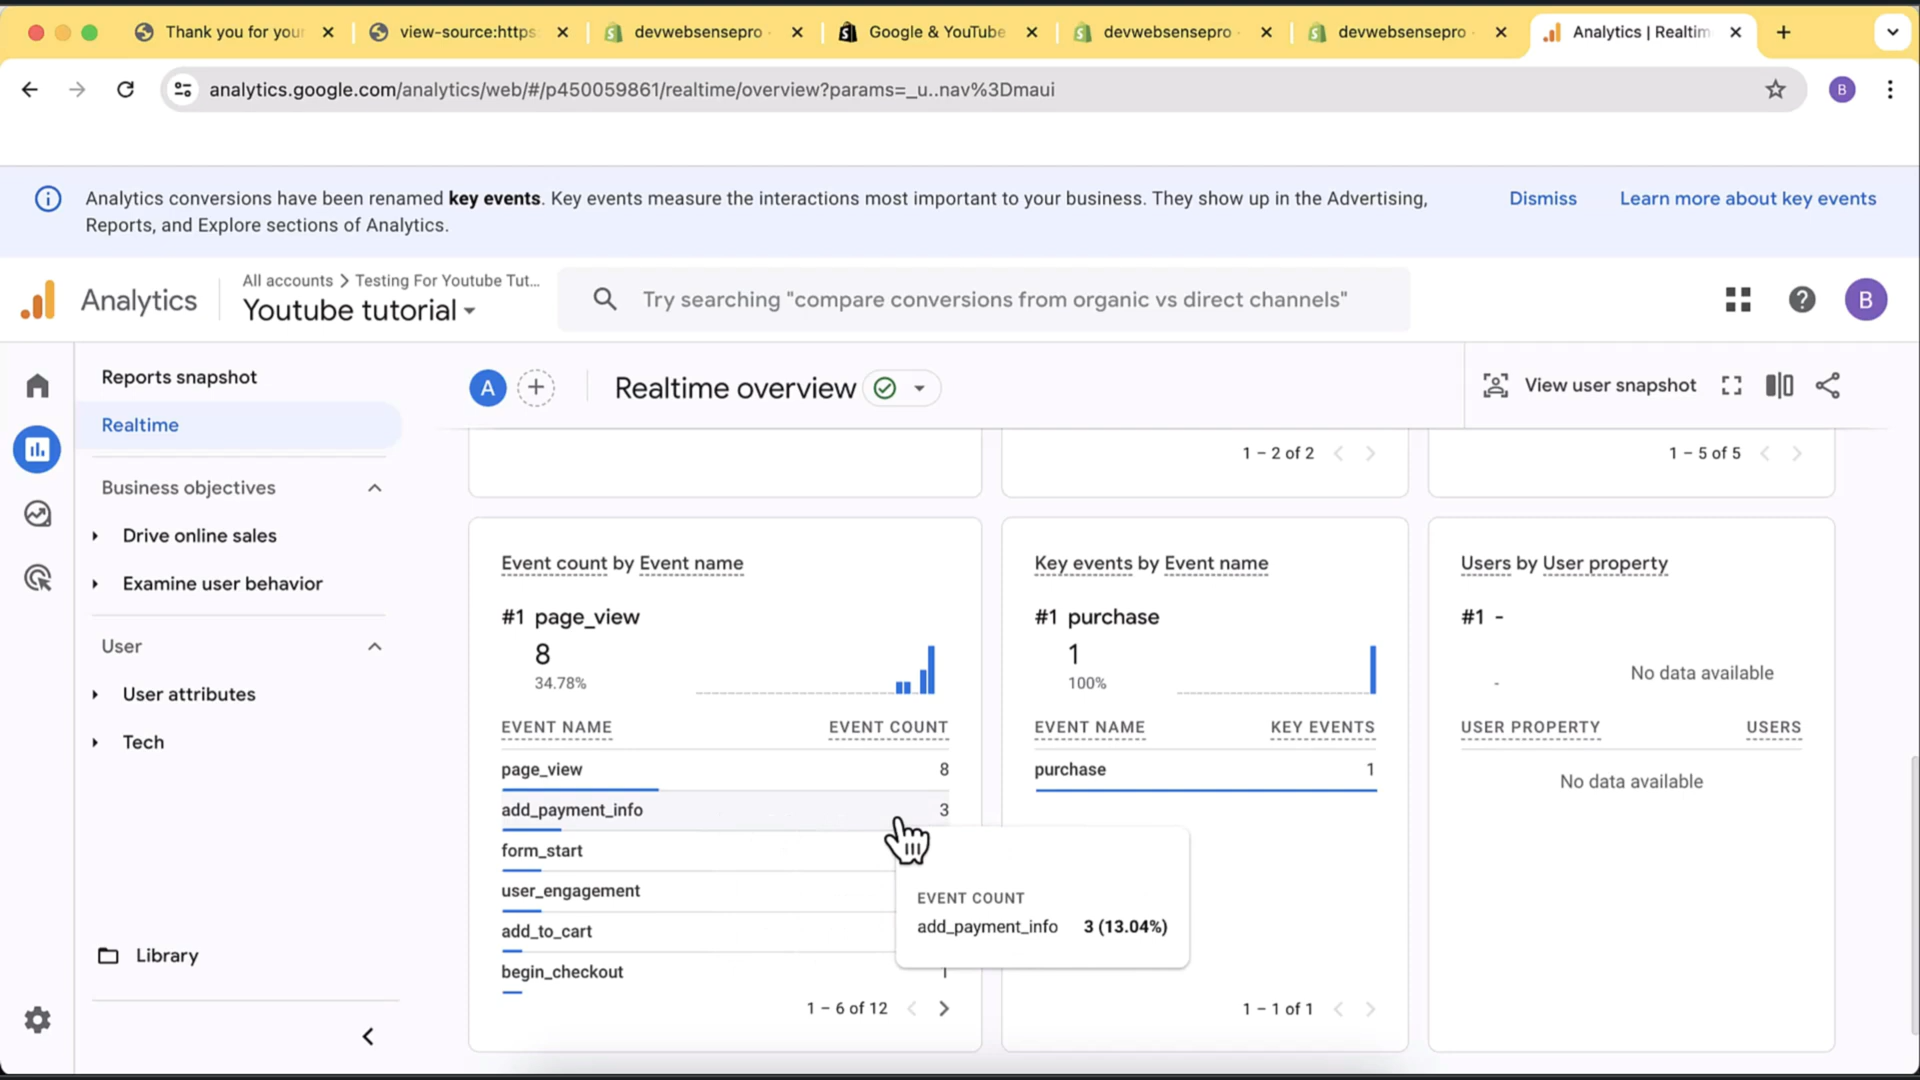 Thank you for your
view-source:https:
devwebsensepro ·
Google & YouTube
devwebsensepro ·
devwebsensepro ·
Analytics | Realtim
analytics.google.com/analytics/web/#/p450059861/realtime/overview?params=_u..nav%3Dmaui
B
Analytics conversions have been renamed key events. Key events measure the interactions most important to your business. They show up in the Advertising,
Reports, and Explore sections of Analytics.
Dismiss
Learn more about key events
Analytics
All accounts > Testing For Youtube Tut...
Youtube tutorial
Try searching "compare conversions from organic vs direct channels"
B
Reports snapshot
Realtime
Business objectives
Drive online sales
Examine user behavior
User
User attributes
Tech
Library
A
Realtime overview
View user snapshot
1 – 2 of 2
1 – 5 of 5
Event count by Event name
#1 page_view
8
34.78%
EVENT NAME EVENT COUNT
page_view 8
add_payment_info 3
form_start
user_engagement
add_to_cart
begin_checkout 1
1 – 6 of 12
EVENT COUNT
add_payment_info 3 (13.04%)
Key events by Event name
#1 purchase
1
100%
EVENT NAME KEY EVENTS
purchase 1
1 – 1 of 1
Users by User property
#1 -
-
No data available
USER PROPERTY USERS
No data available